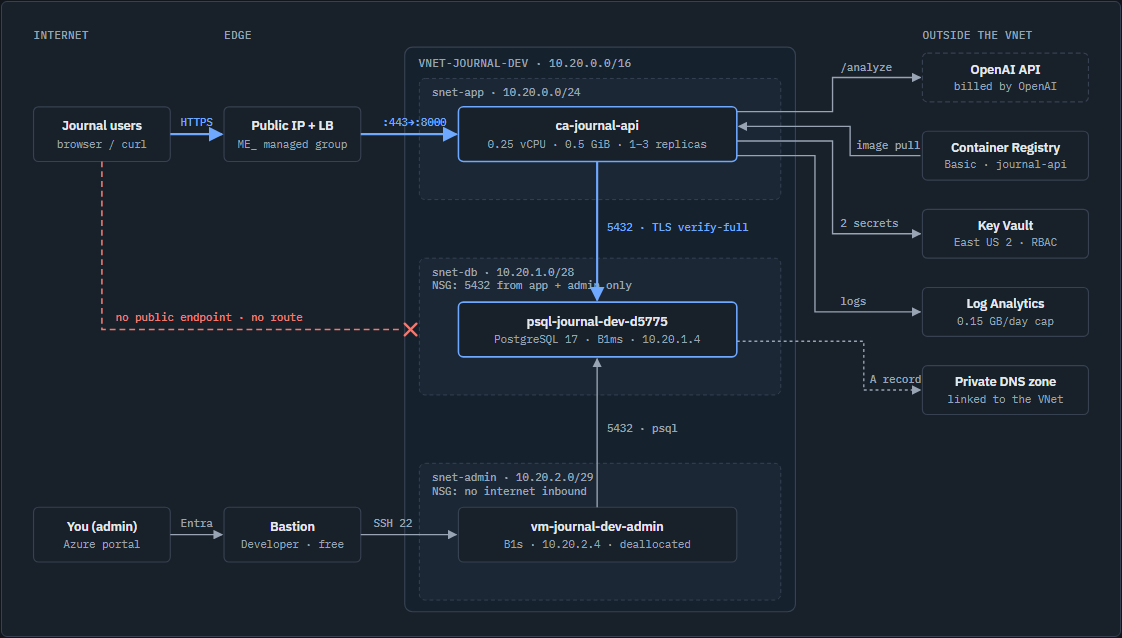 INTERNET
EDGE
OUTSIDE THE VNET
VNET-JOURNAL-DEV · 10.20.0.0/16
snet-app · 10.20.0.0/24
Journal users
browser / curl
HTTPS
Public IP + LB
ME_ managed group
:443→:8000
ca-journal-api
0.25 vCPU · 0.5 GiB · 1–3 replicas
/analyze
OpenAI API
billed by OpenAI
image pull
Container Registry
Basic · journal-api
2 secrets
Key Vault
East US 2 · RBAC
logs
Log Analytics
0.15 GB/day cap
A record
Private DNS zone
linked to the VNet
5432 · TLS verify-full
snet-db · 10.20.1.0/28
NSG: 5432 from app + admin only
psql-journal-dev-d5775
PostgreSQL 17 · B1ms · 10.20.1.4
no public endpoint · no route
5432 · psql
snet-admin · 10.20.2.0/29
NSG: no internet inbound
You (admin)
Azure portal
Entra
Bastion
Developer · free
SSH 22
vm-journal-dev-admin
B1s · 10.20.2.4 · deallocated